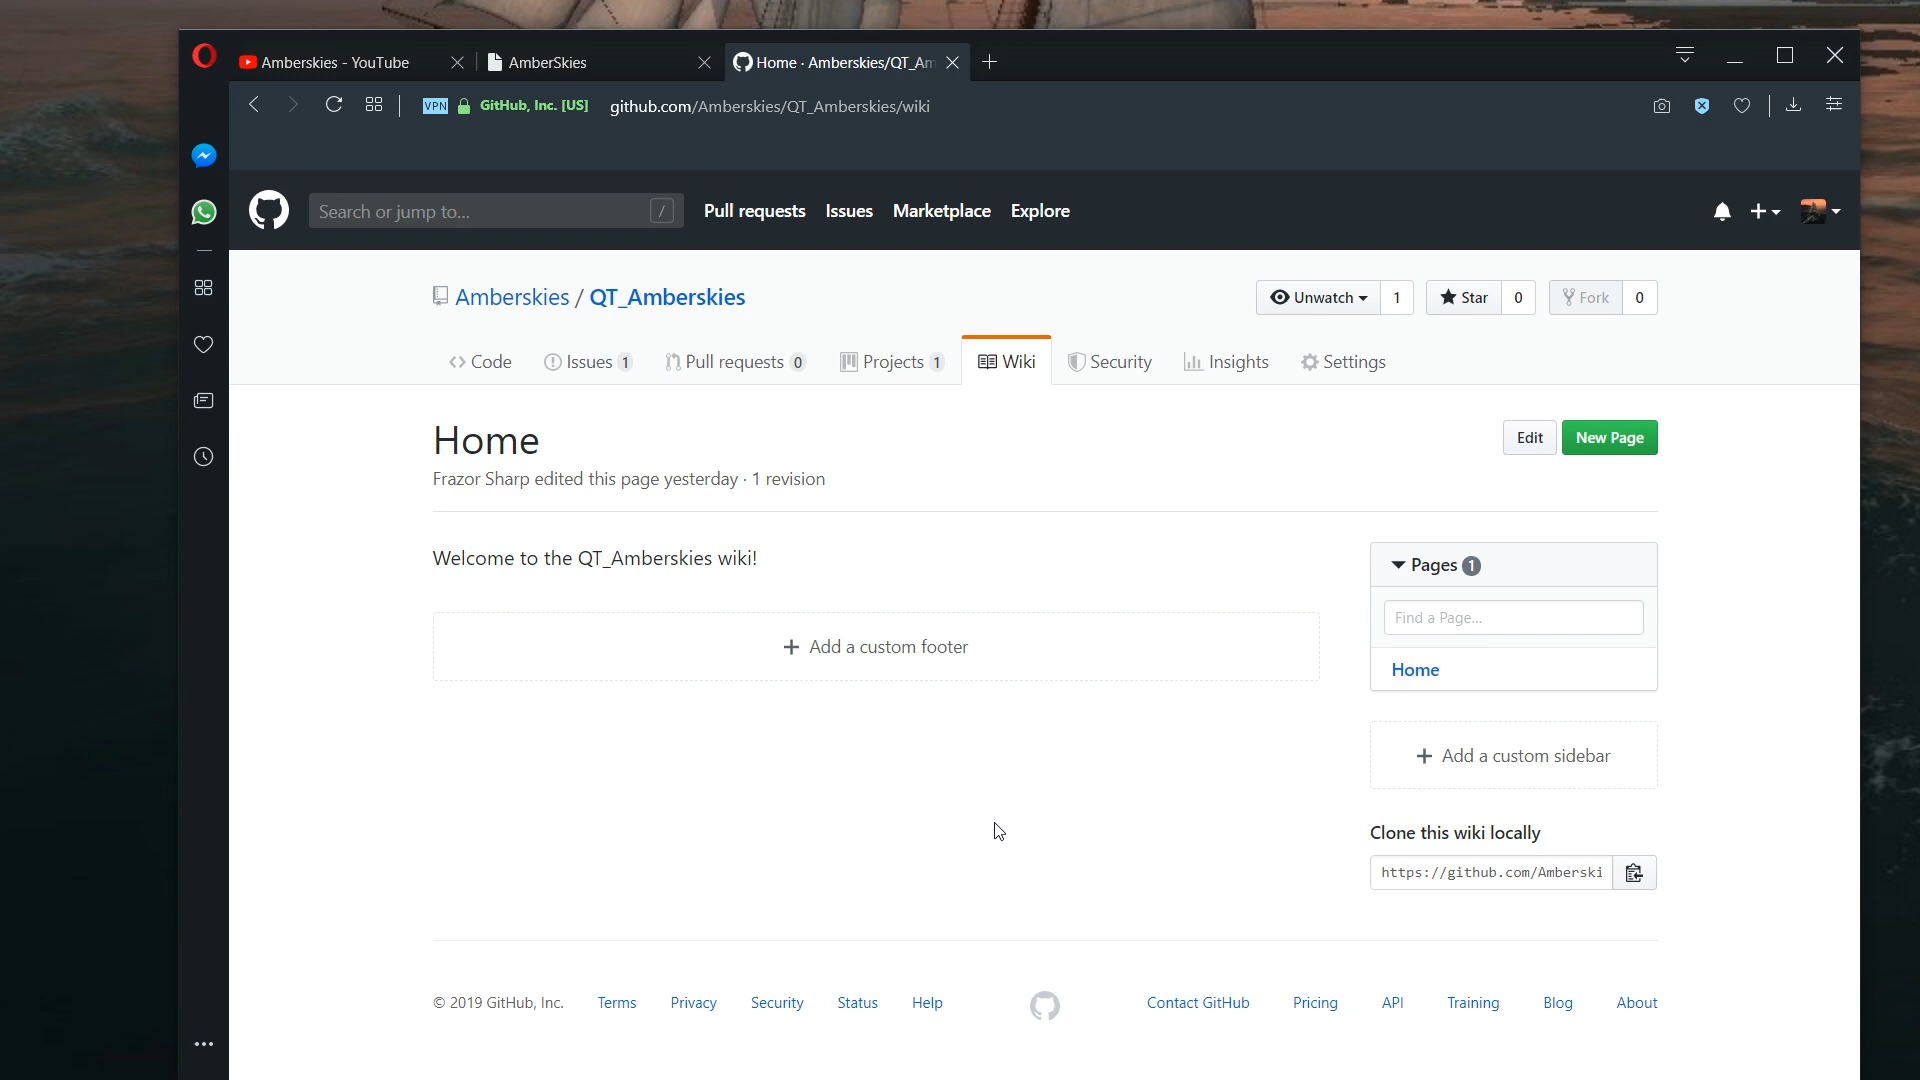 Amberskies - YouTube AmberSkies Home · Amberskies/QT_Am
VPN GitHub, Inc. [US] github.com/Amberskies/QT_Amberskies/wiki
Search or jump to... / Pull requests Issues Marketplace Explore
Amberskies / QT_Amberskies Unwatch 1 Star 0 Fork 0
Code Issues 1 Pull requests 0 Projects 1 Wiki Security Insights Settings
Home Edit New Page
Frazor Sharp edited this page yesterday · 1 revision
Welcome to the QT_Amberskies wiki!
Pages 1
Find a Page...
+ Add a custom footer
Home
+ Add a custom sidebar
Clone this wiki locally
https://github.com/Amberski
© 2019 GitHub, Inc. Terms Privacy Security Status Help Contact GitHub Pricing API Training Blog About